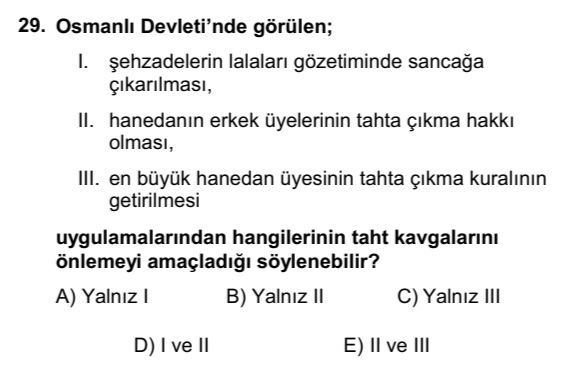 29. Osmanlı Devleti’nde görülen;
I. şehzadelerin lalaları gözetiminde sancağa
çıkarılması,
II. hanedanın erkek üyelerinin tahta çıkma hakkı
olması,
III. en büyük hanedan üyesinin tahta çıkma kuralının
getirilmesi
uygulamalarından hangilerinin taht kavgalarını
önlemeyi amaçladığı söylenebilir?
A) Yalnız I B) Yalnız II C) Yalnız III
D) I ve II E) II ve III